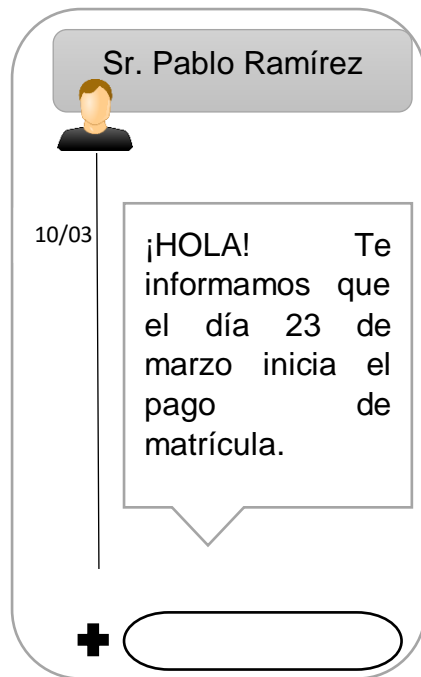 Sr. Pablo Ramírez
10/03
¡HOLA! Te
informamos que
el día 23 de
marzo inicia el
pago de
matrícula.